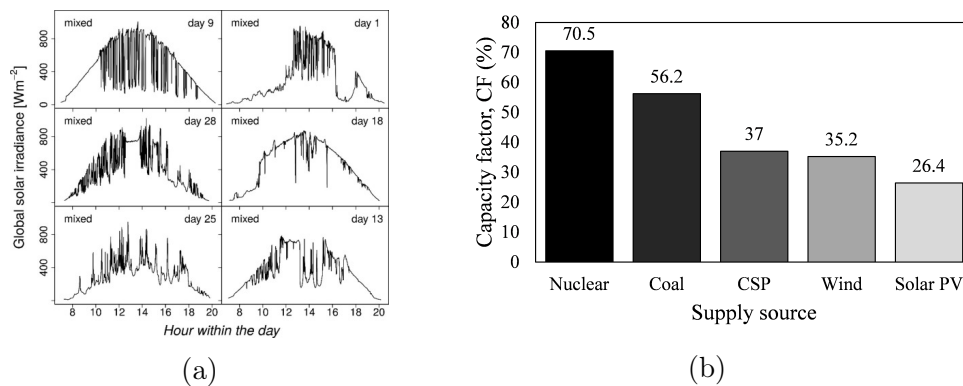 mixed day 9
mixed day 1
800
400
0
mixed day 28
mixed day 18
800
400
mixed day 25
mixed day 13
800
400
Global solar irradiance [Wm−2]
8 10 12 14 16 18 20 8 10 12 14 16 18 20
Hour within the day
(a)
80
70
60
50
40
30
20
10
0
Capacity factor, CF (%)
70.5
56.2
37
35.2
26.4
Nuclear Coal CSP Wind Solar PV
Supply source
(b)